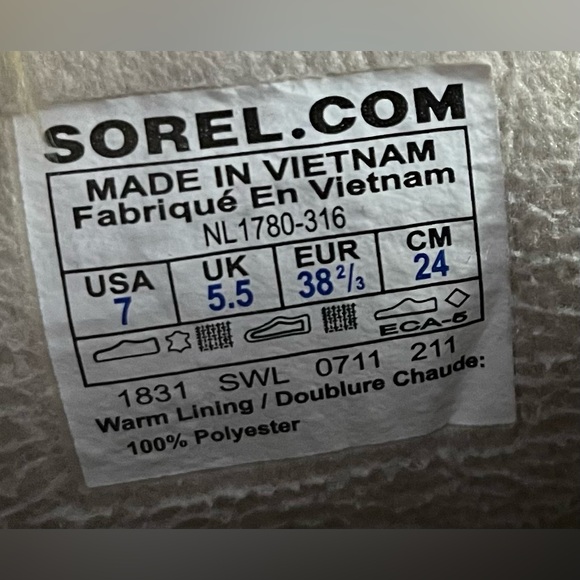 SOREL.COM
MADE IN VIETNAM
Fabriqué En Vietnam
NL1780-316
USA UK EUR CM
7 5.5 38 2/3 24
ECA-5
1831 SWL 0711 211
Warm Lining / Doublure Chaude:
100% Polyester